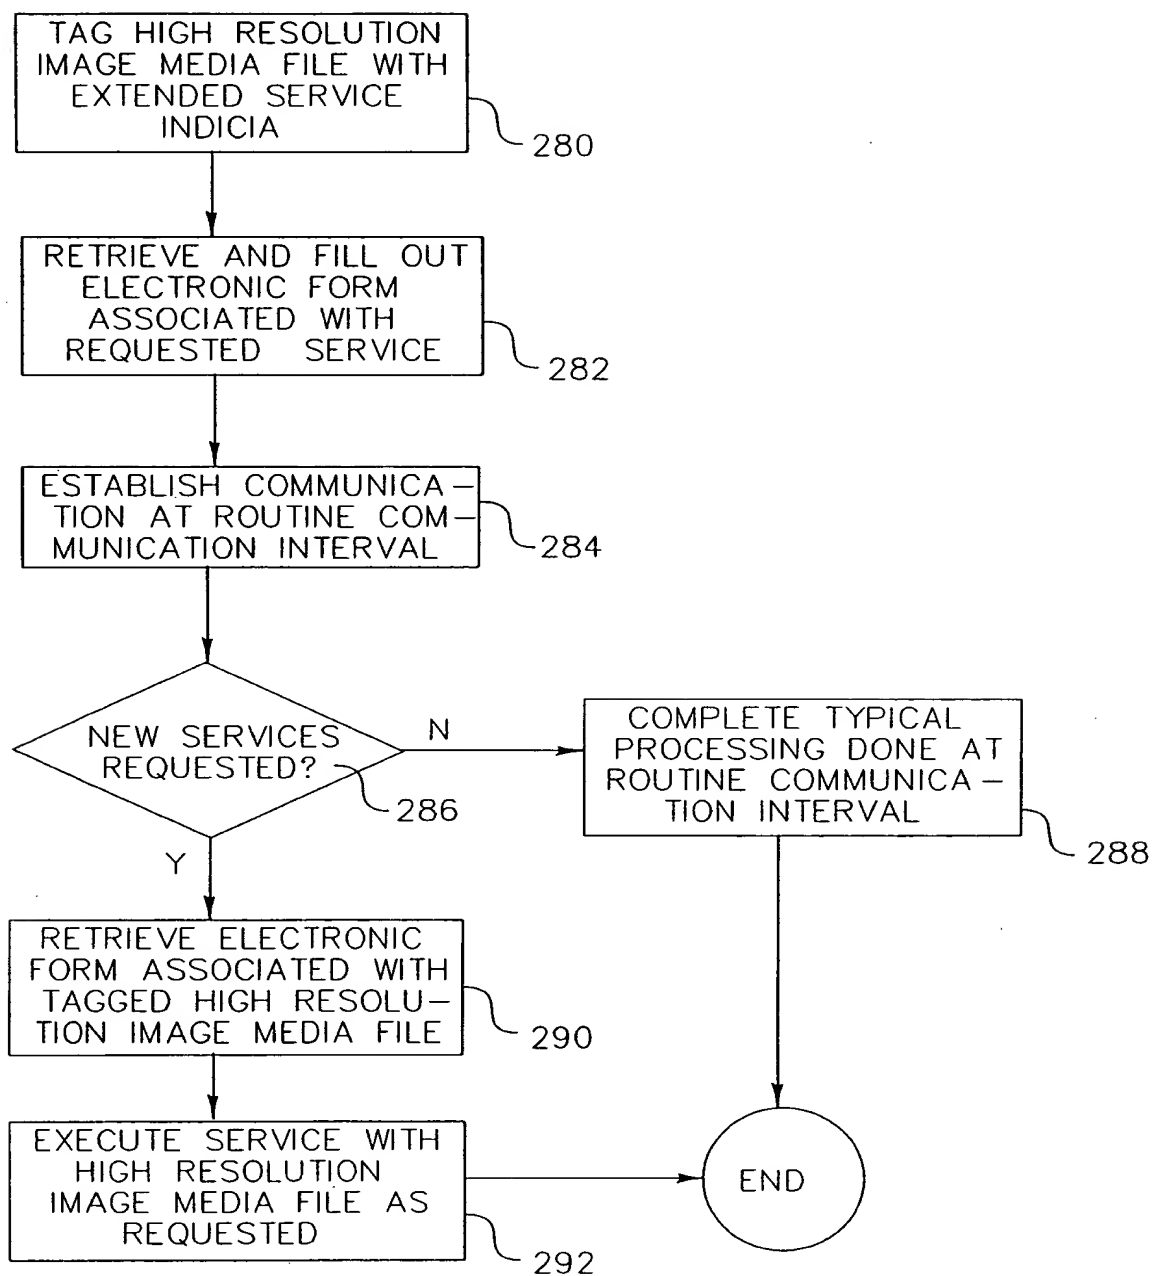 TAG HIGH RESOLUTION
IMAGE MEDIA FILE WITH
EXTENDED SERVICE
INDICIA
280
RETRIEVE AND FILL OUT
ELECTRONIC FORM
ASSOCIATED WITH
REQUESTED SERVICE
282
ESTABLISH COMMUNICA-
TION AT ROUTINE COM-
MUNICATION INTERVAL
284
NEW SERVICES
REQUESTED?
286
N
COMPLETE TYPICAL
PROCESSING DONE AT
ROUTINE COMMUNICA-
TION INTERVAL
288
Y
RETRIEVE ELECTRONIC
FORM ASSOCIATED WITH
TAGGED HIGH RESOLU-
TION IMAGE MEDIA FILE
290
EXECUTE SERVICE WITH
HIGH RESOLUTION
IMAGE MEDIA FILE AS
REQUESTED
292
END